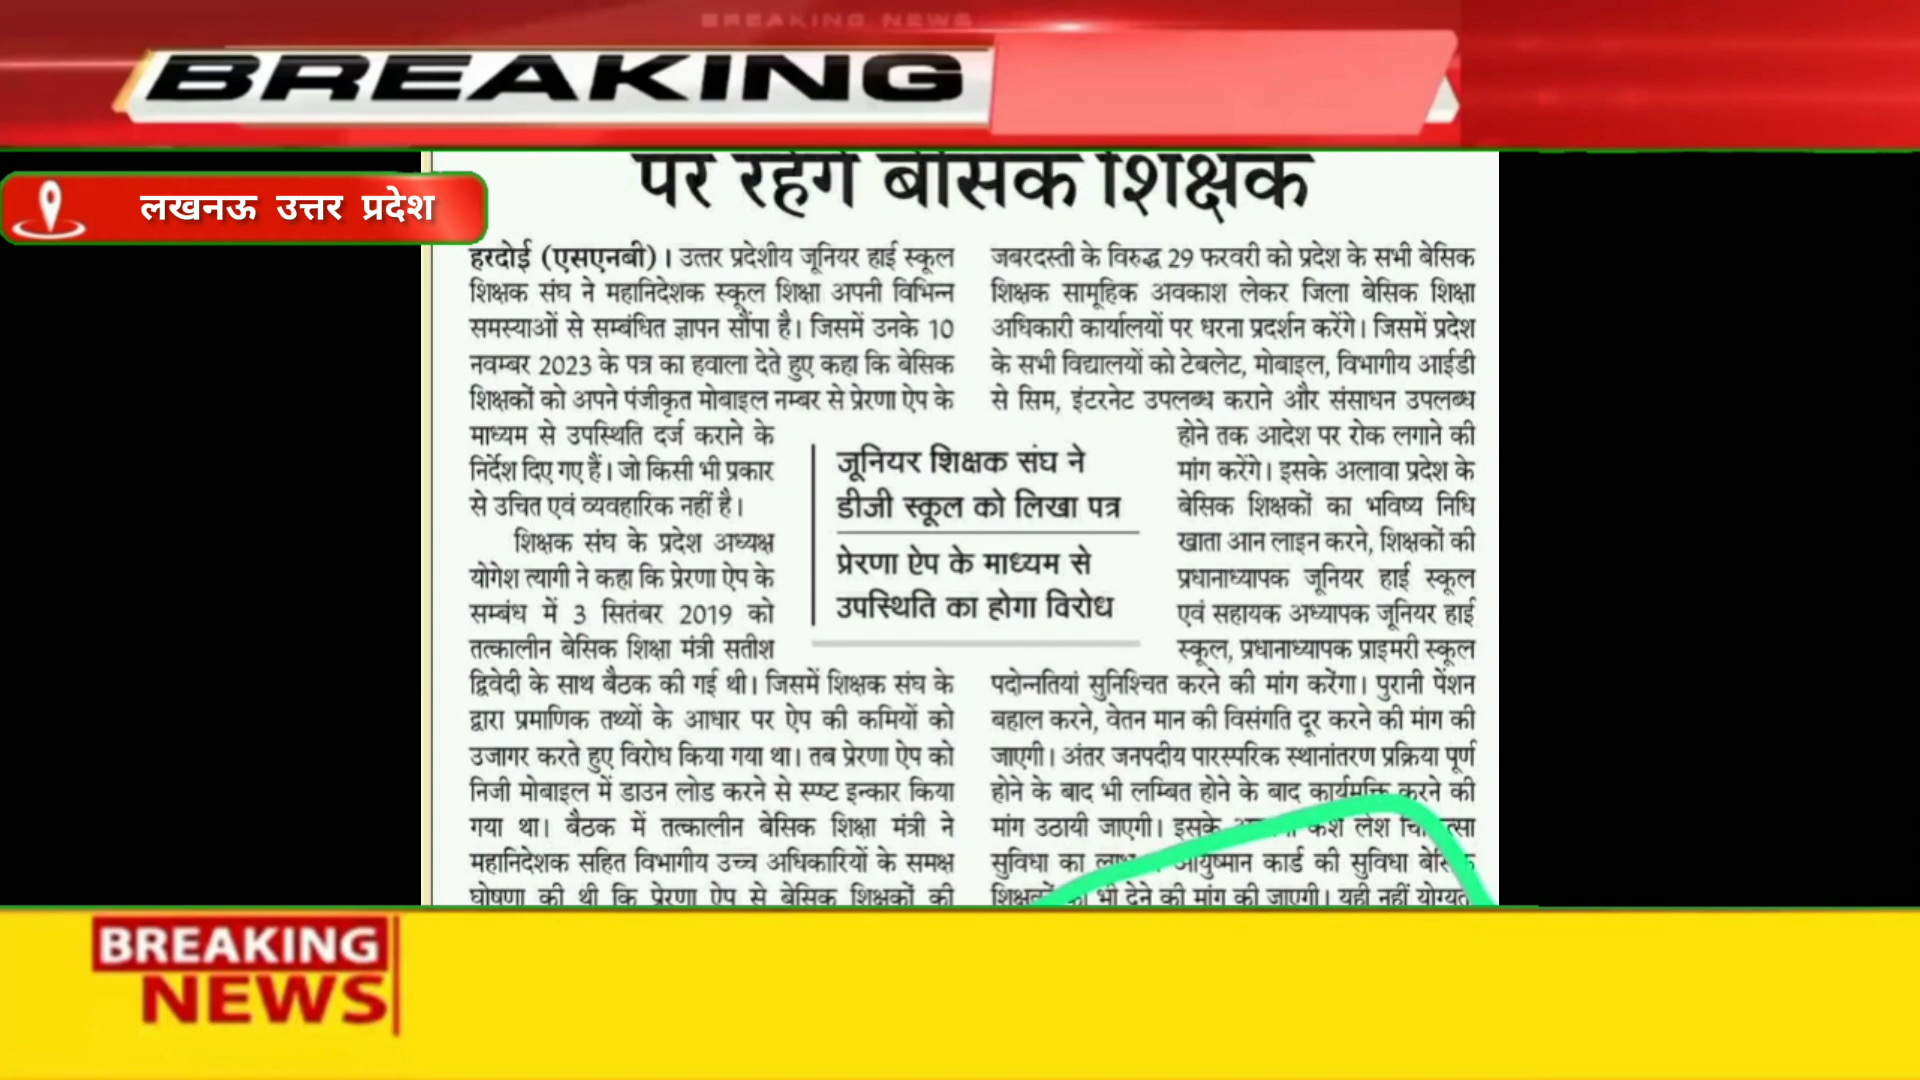 BREAKING NEWS
BREAKING
पर रहेंगे बेसिक शिक्षक
लखनऊ उत्तर प्रदेश
हरदोई (एसएनबी)। उत्तर प्रदेशीय जूनियर हाई स्कूल
शिक्षक संघ ने महानिदेशक स्कूल शिक्षा अपनी विभिन्न
समस्याओं से सम्बंधित ज्ञापन सौंपा है। जिसमें उनके 10
नवम्बर 2023 के पत्र का हवाला देते हुए कहा कि बेसिक
शिक्षकों को अपने पंजीकृत मोबाइल नम्बर से प्रेरणा ऐप के
माध्यम से उपस्थिति दर्ज कराने के
निर्देश दिए गए हैं। जो किसी भी प्रकार
से उचित एवं व्यवहारिक नहीं है।
शिक्षक संघ के प्रदेश अध्यक्ष
योगेश त्यागी ने कहा कि प्रेरणा ऐप के
सम्बंध में 3 सितंबर 2019 को
तत्कालीन बेसिक शिक्षा मंत्री सतीश
द्विवेदी के साथ बैठक की गई थी। जिसमें शिक्षक संघ के
द्वारा प्रमाणिक तथ्यों के आधार पर ऐप की कमियों को
उजागर करते हुए विरोध किया गया था। तब प्रेरणा ऐप को
निजी मोबाइल में डाउन लोड करने से स्पष्ट इन्कार किया
गया था। बैठक में तत्कालीन बेसिक शिक्षा मंत्री ने
महानिदेशक सहित विभागीय उच्च अधिकारियों के समक्ष
घोषणा की थी कि प्रेरणा ऐप से बेसिक शिक्षकों की
जूनियर शिक्षक संघ ने
डीजी स्कूल को लिखा पत्र
प्रेरणा ऐप के माध्यम से
उपस्थिति का होगा विरोध
जबरदस्ती के विरुद्ध 29 फरवरी को प्रदेश के सभी बेसिक
शिक्षक सामूहिक अवकाश लेकर जिला बेसिक शिक्षा
अधिकारी कार्यालयों पर धरना प्रदर्शन करेंगे। जिसमें प्रदेश
के सभी विद्यालयों को टेबलेट, मोबाइल, विभागीय आईडी
से सिम, इंटरनेट उपलब्ध कराने और संसाधन उपलब्ध
होने तक आदेश पर रोक लगाने की
मांग करेंगे। इसके अलावा प्रदेश के
बेसिक शिक्षकों का भविष्य निधि
खाता आन लाइन करने, शिक्षकों की
प्रधानाध्यापक जूनियर हाई स्कूल
एवं सहायक अध्यापक जूनियर हाई
स्कूल, प्रधानाध्यापक प्राइमरी स्कूल
पदोन्नतियां सुनिश्चित करने की मांग करेंगा। पुरानी पेंशन
बहाल करने, वेतन मान की विसंगति दूर करने की मांग की
जाएगी। अंतर जनपदीय पारस्परिक स्थानांतरण प्रक्रिया पूर्ण
होने के बाद भी लम्बित होने के बाद कार्यमुक्ति करने की
मांग उठायी जाएगी। इसके कैश लेश
सुविधा का आयुष्मान कार्ड की सुविधा बेसिक
भी देने की मांग की जाएगी। यही नहीं
BREAKING
NEWS